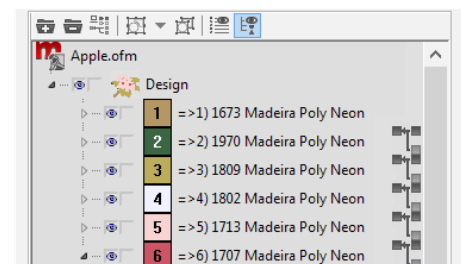 m
Apple.ofm
Design
1 =>1) 1673 Madeira Poly Neon
2 =>2) 1970 Madeira Poly Neon
3 =>3) 1809 Madeira Poly Neon
4 =>4) 1802 Madeira Poly Neon
5 =>5) 1713 Madeira Poly Neon
6 =>6) 1707 Madeira Poly Neon